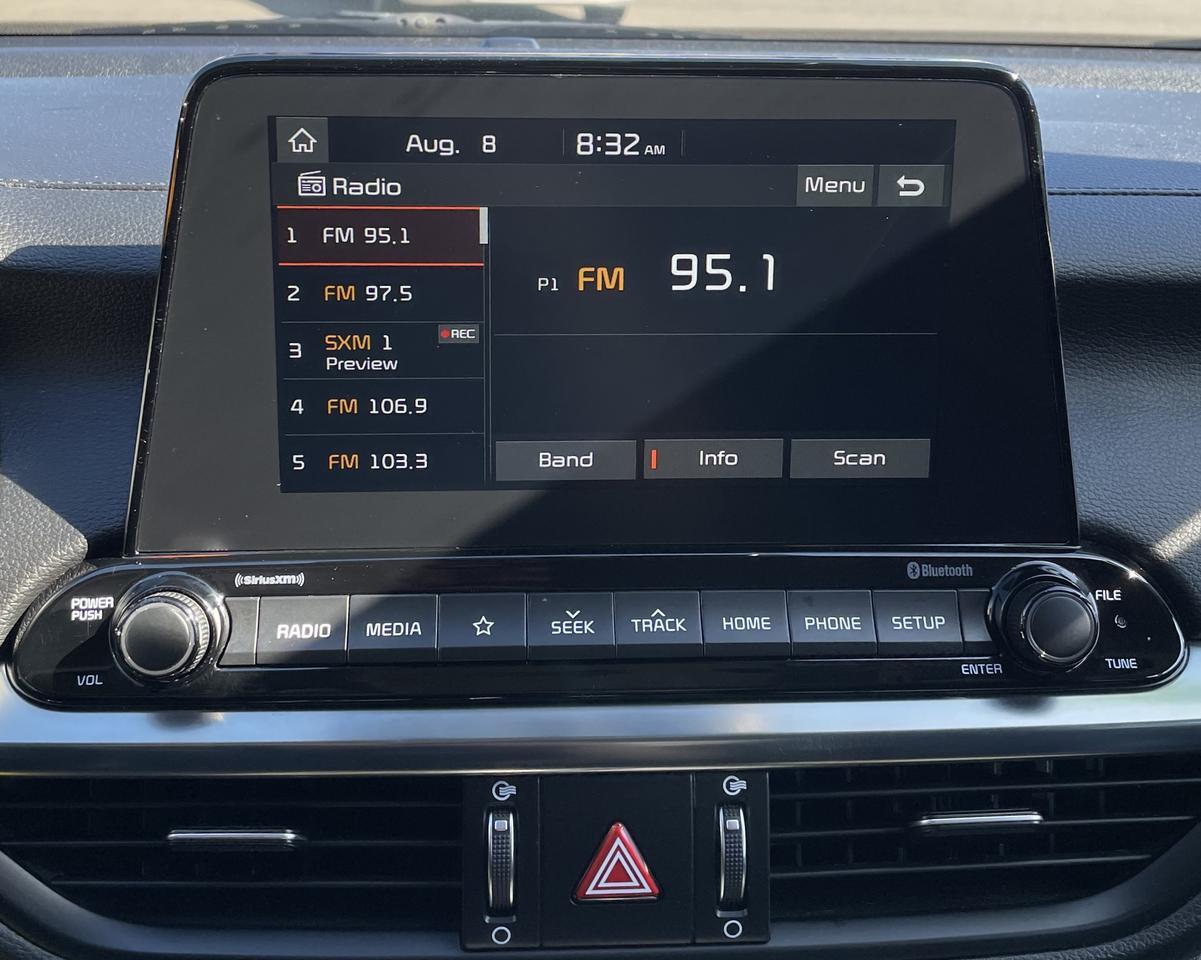 Aug. 8 8:32 AM
Radio Menu
1 FM 95.1
P1 FM 95.1
2 FM 97.5
3 SXM 1 REC
Preview
4 FM 106.9
5 FM 103.3
Band Info Scan
((SiriusXM)) Bluetooth
POWER
PUSH
FILE
RADIO MEDIA SEEK TRACK HOME PHONE SETUP
VOL ENTER TUNE